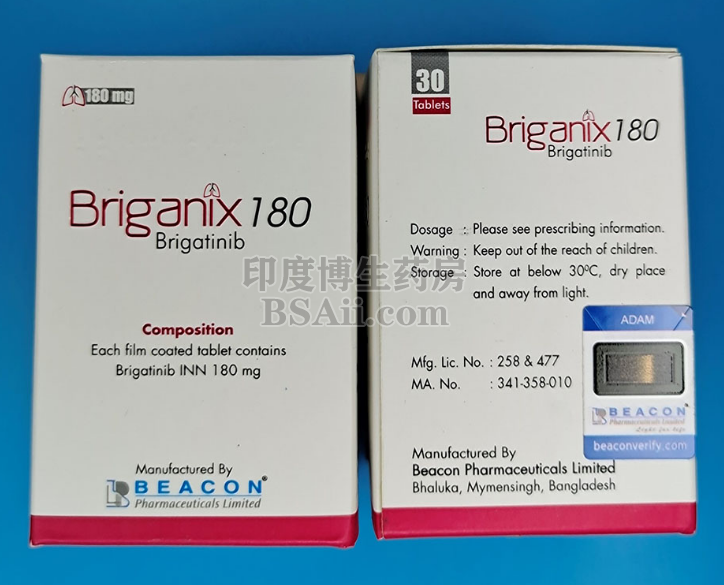 180 mg
Briganix 180
Brigatinib
Composition
Each film coated tablet contains
Brigatinib INN 180 mg
Manufactured By
BEACON®
Pharmaceuticals Limited
30
Tablets
Briganix 180
Brigatinib
Dosage : Please see prescribing information.
Warning : Keep out of the reach of children.
Storage : Store at below 30ºC, dry place
and away from light.
Mfg. Lic. No. : 258 & 477
MA. No. : 341-358-010
Manufactured By
Beacon Pharmaceuticals Limited
Bhaluka, Mymensingh, Bangladesh
ADAM
BEACON
Pharmaceuticals Limited
Light for life
beaconverify.com
印度博生药房
BSAii.com